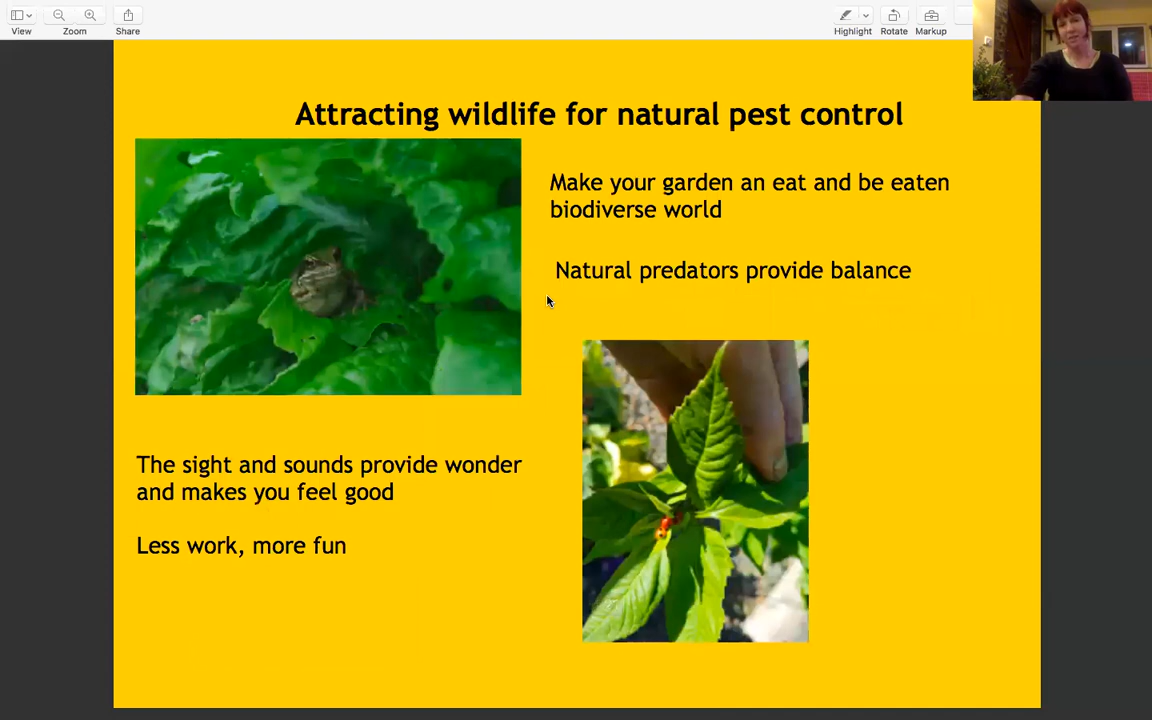 View
Zoom
Share
Highlight
Rotate
Markup
Attracting wildlife for natural pest control
Make your garden an eat and be eaten
biodiverse world
Natural predators provide balance
The sight and sounds provide wonder
and makes you feel good
Less work, more fun